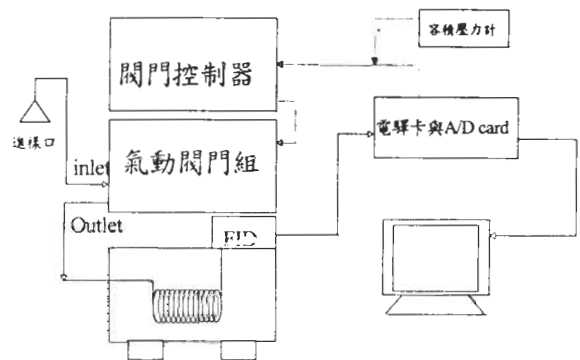 容積壓力計
閥門控制器
電驛卡與A/D card
進樣口
inlet
氣動閥門組
Outlet
FID